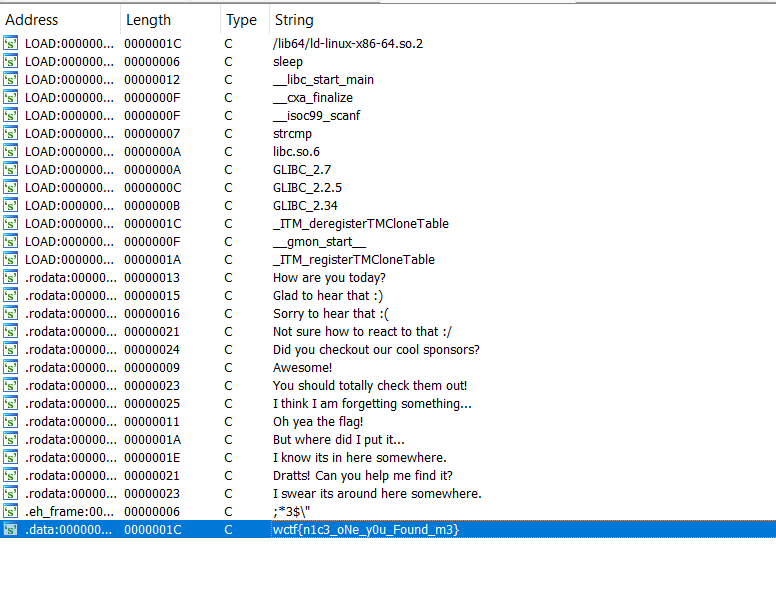 Address Length Type String
LOAD:000000... 0000001C C /lib64/ld-linux-x86-64.so.2
LOAD:000000... 00000006 C sleep
LOAD:000000... 00000012 C __libc_start_main
LOAD:000000... 0000000F C __cxa_finalize
LOAD:000000... 0000000F C __isoc99_scanf
LOAD:000000... 00000007 C strcmp
LOAD:000000... 0000000A C libc.so.6
LOAD:000000... 0000000A C GLIBC_2.7
LOAD:000000... 0000000C C GLIBC_2.2.5
LOAD:000000... 0000000B C GLIBC_2.34
LOAD:000000... 0000001C C _ITM_deregisterTMCloneTable
LOAD:000000... 0000000F C __gmon_start__
LOAD:000000... 0000001A C _ITM_registerTMCloneTable
.rodata:00000... 00000013 C How are you today?
.rodata:00000... 00000015 C Glad to hear that :)
.rodata:00000... 00000016 C Sorry to hear that :(
.rodata:00000... 00000021 C Not sure how to react to that :/
.rodata:00000... 00000024 C Did you checkout our cool sponsors?
.rodata:00000... 00000009 C Awesome!
.rodata:00000... 00000023 C You should totally check them out!
.rodata:00000... 00000025 C I think I am forgetting something...
.rodata:00000... 00000011 C Oh yea the flag!
.rodata:00000... 0000001A C But where did I put it...
.rodata:00000... 0000001E C I know its in here somewhere.
.rodata:00000... 00000021 C Dratts! Can you help me find it?
.rodata:00000... 00000023 C I swear its around here somewhere.
.eh_frame:00... 00000006 C ;*3$\"
.data:000000... 0000001C C wctf{n1c3_oNe_y0u_Found_m3}